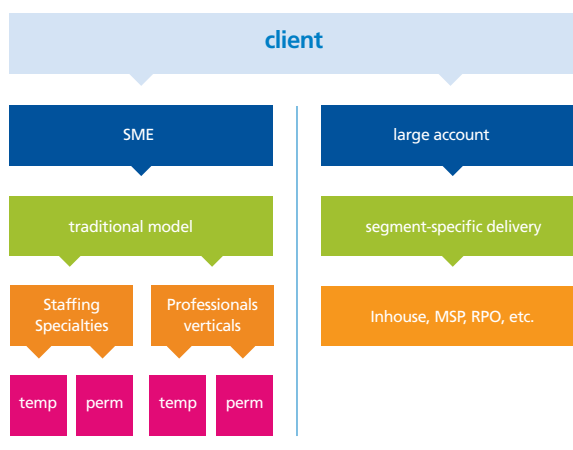 client
SME
large account
traditional model
segment-specific delivery
Staffing
Specialties
Professionals
verticals
Inhouse, MSP, RPO, etc.
temp
perm
temp
perm